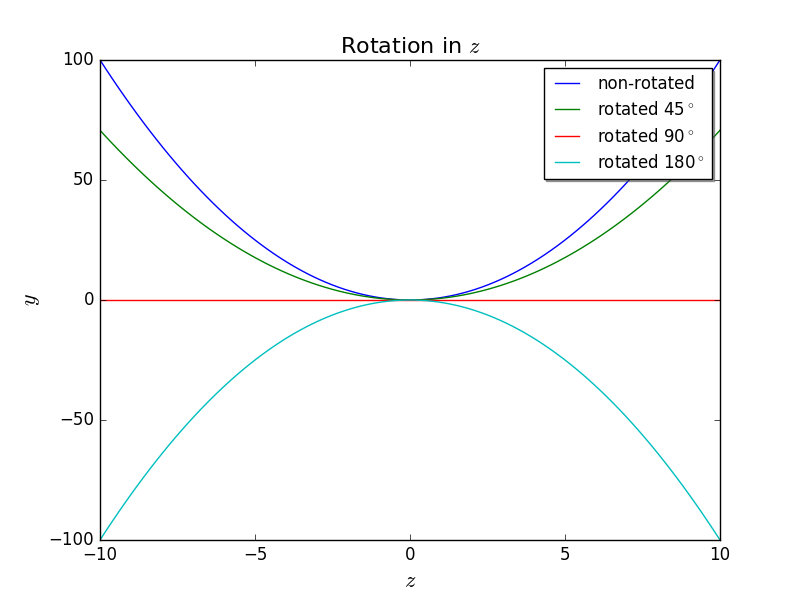 Rotation in z
100
50
0
−50
−100
y
non-rotated
rotated 45°
rotated 90°
rotated 180°
−10 −5 0 5 10
z